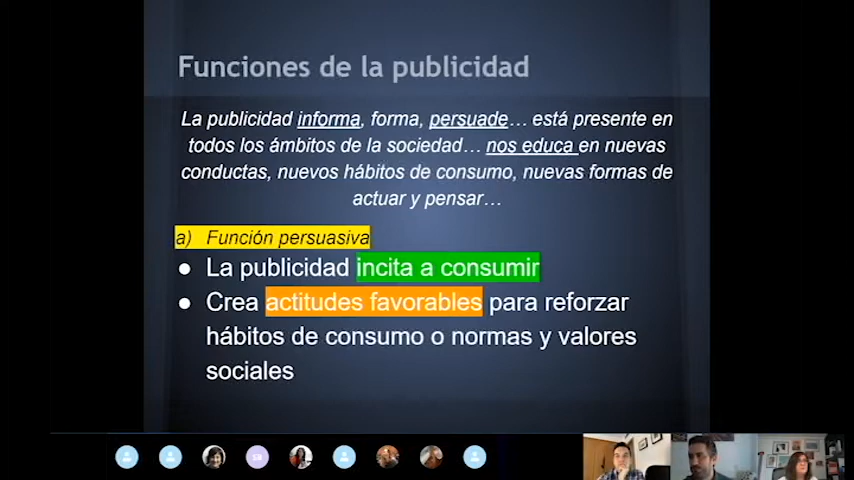 Funciones de la publicidad
La publicidad informa, forma, persuade… está presente en
todos los ámbitos de la sociedad… nos educa en nuevas
conductas, nuevos hábitos de consumo, nuevas formas de
actuar y pensar…
a) Función persuasiva
● La publicidad incita a consumir
● Crea actitudes favorables para reforzar
hábitos de consumo o normas y valores
sociales